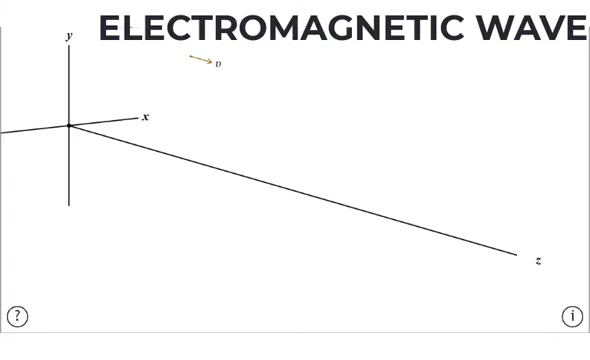 ELECTROMAGNETIC WAVE
y
υ
x
z
?
i